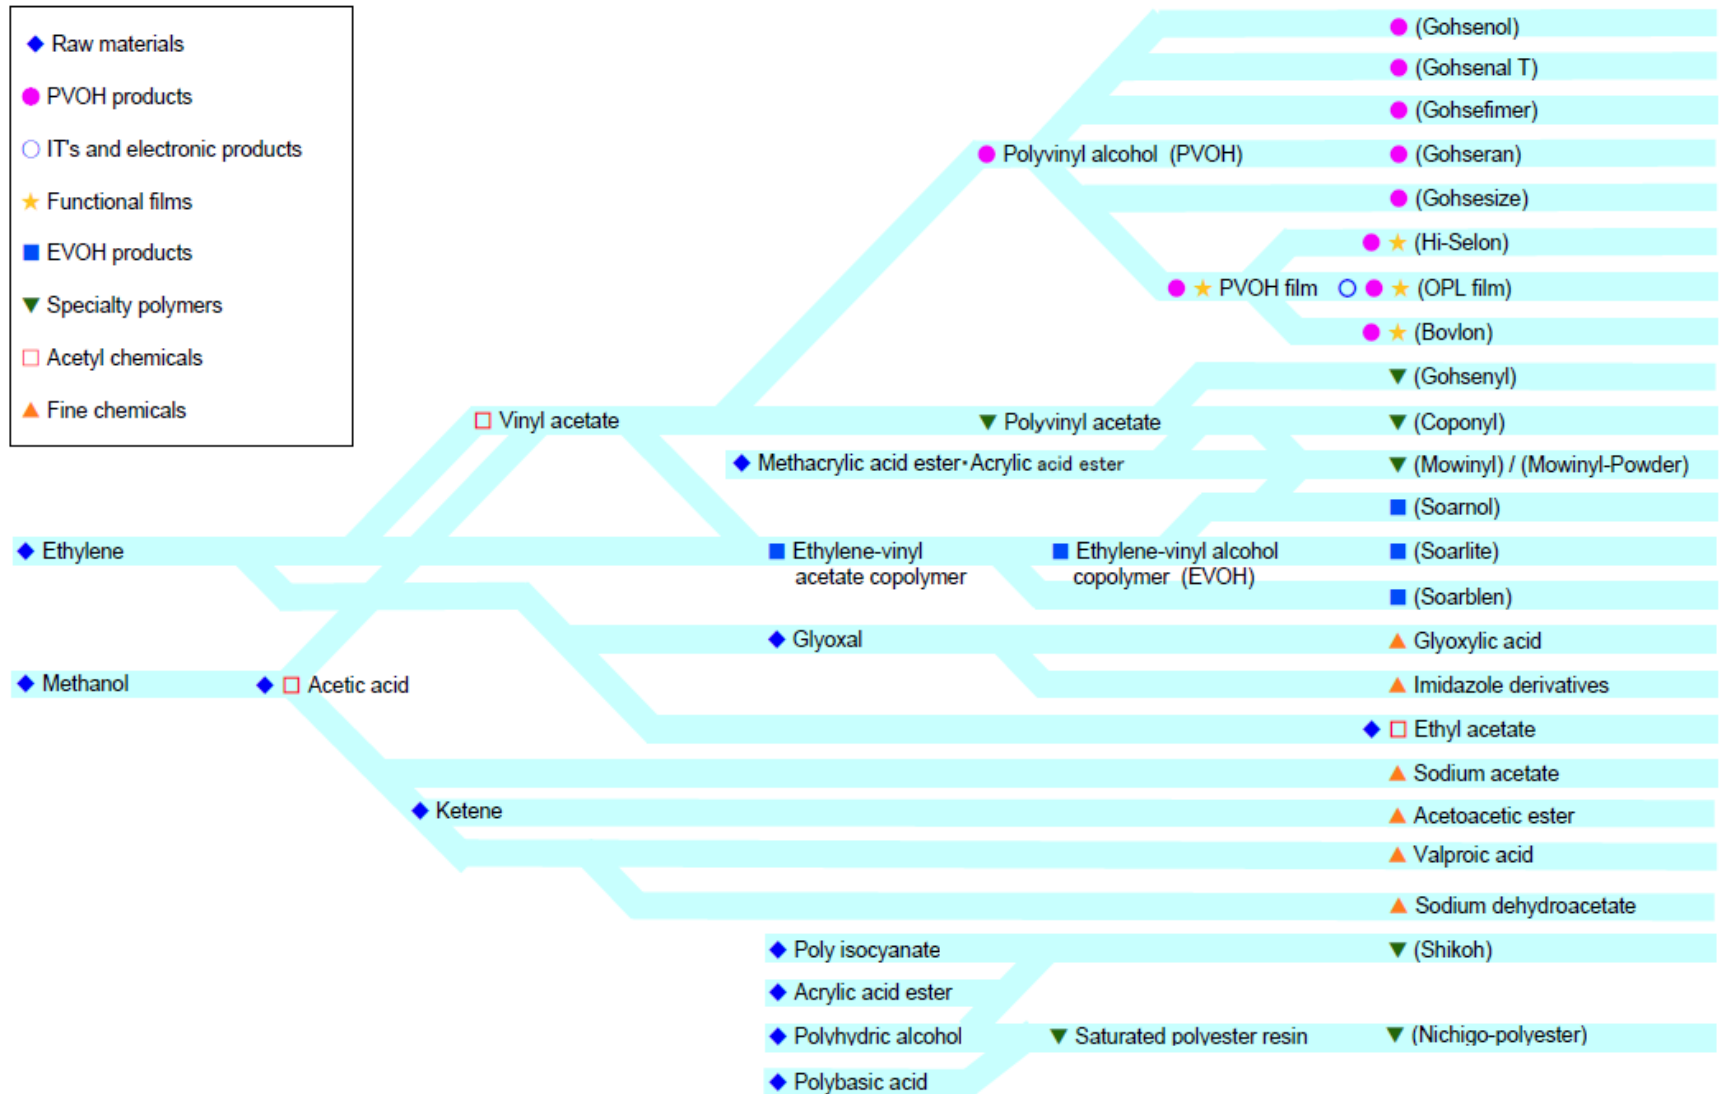 Raw materials
PVOH products
IT's and electronic products
Functional films
EVOH products
Specialty polymers
Acetyl chemicals
Fine chemicals
(Gohsenol)
(Gohsenal T)
(Gohsefimer)
Polyvinyl alcohol (PVOH)
(Gohseran)
(Gohsesize)
(Hi-Selon)
PVOH film
(OPL film)
(Bovlon)
(Gohsenyl)
Vinyl acetate
Polyvinyl acetate
(Coponyl)
Methacrylic acid ester・Acrylic acid ester
(Mowinyl) / (Mowinyl-Powder)
(Soarnol)
Ethylene
Ethylene-vinyl
acetate copolymer
Ethylene-vinyl alcohol
copolymer (EVOH)
(Soarlite)
(Soarblen)
Glyoxal
Glyoxylic acid
Methanol
Acetic acid
Imidazole derivatives
Ethyl acetate
Sodium acetate
Ketene
Acetoacetic ester
Valproic acid
Sodium dehydroacetate
Poly isocyanate
(Shikoh)
Acrylic acid ester
Polyhydric alcohol
Saturated polyester resin
(Nichigo-polyester)
Polybasic acid